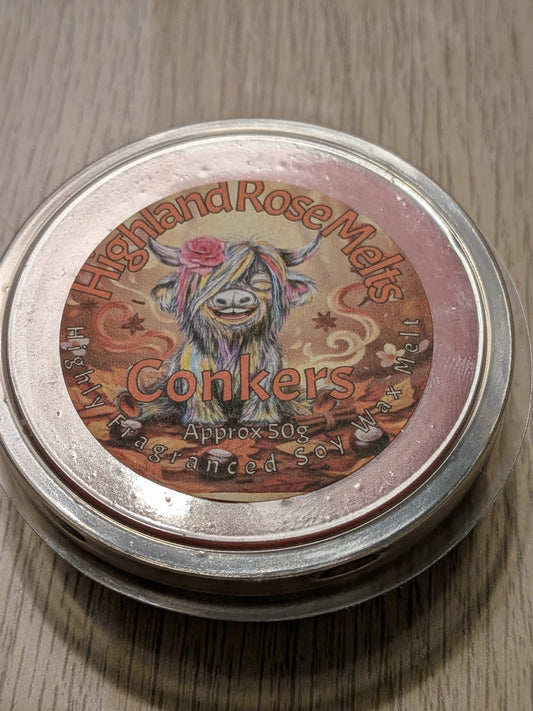 Highland Rose Melts
Conkers
Approx 50g
Highly Fragranced Soy Wax Melt